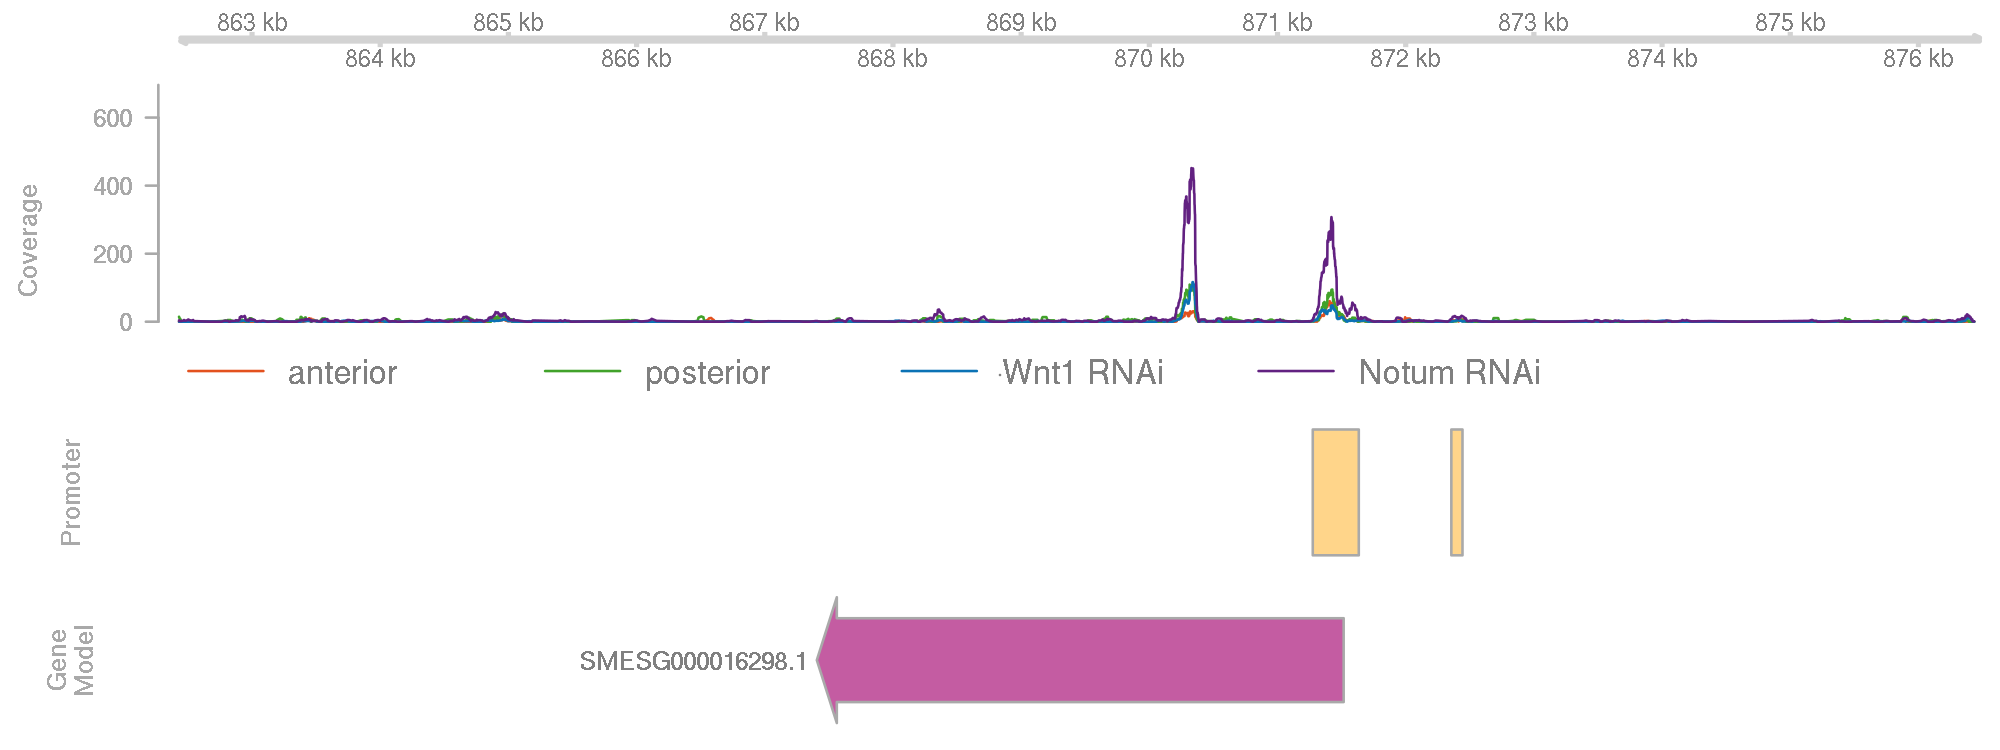 863 kb 865 kb 867 kb 869 kb 871 kb 873 kb 875 kb
864 kb 866 kb 868 kb 870 kb 872 kb 874 kb 876 kb
Coverage
600
400
200
0
anterior posterior Wnt1 RNAi Notum RNAi
Promoter
Gene
Model
SMESG000016298.1